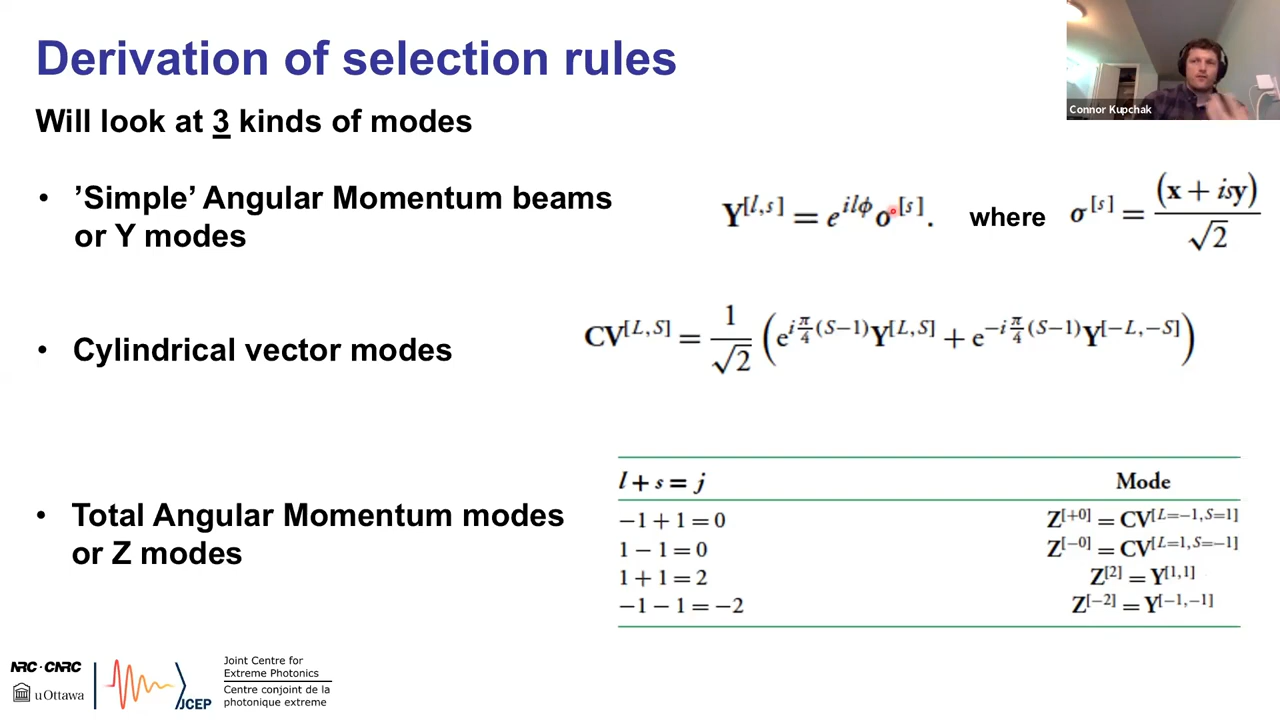 Derivation of selection rules
Connor Kupchak
Will look at 3 kinds of modes
• ’Simple’ Angular Momentum beams
or Y modes
Y^[l,s] = e^{ilϕ} σ^[s]. where σ^[s] = (x + isy)/√2
• Cylindrical vector modes
CV^[L,S] = 1/√2 (e^{i π/4 (S−1)} Y^[L,S] + e^{−i π/4 (S−1)} Y^[−L,−S])
• Total Angular Momentum modes
or Z modes
l + s = j Mode
−1 + 1 = 0 Z^[+0] = CV^[L=−1,S=1]
1 − 1 = 0 Z^[−0] = CV^[L=1,S=−1]
1 + 1 = 2 Z^[2] = Y^[1,1]
−1 − 1 = −2 Z^[−2] = Y^[−1,−1]
NRC·CNRC
uOttawa
JCEP
Joint Centre for
Extreme Photonics
Centre conjoint de la
photonique extreme